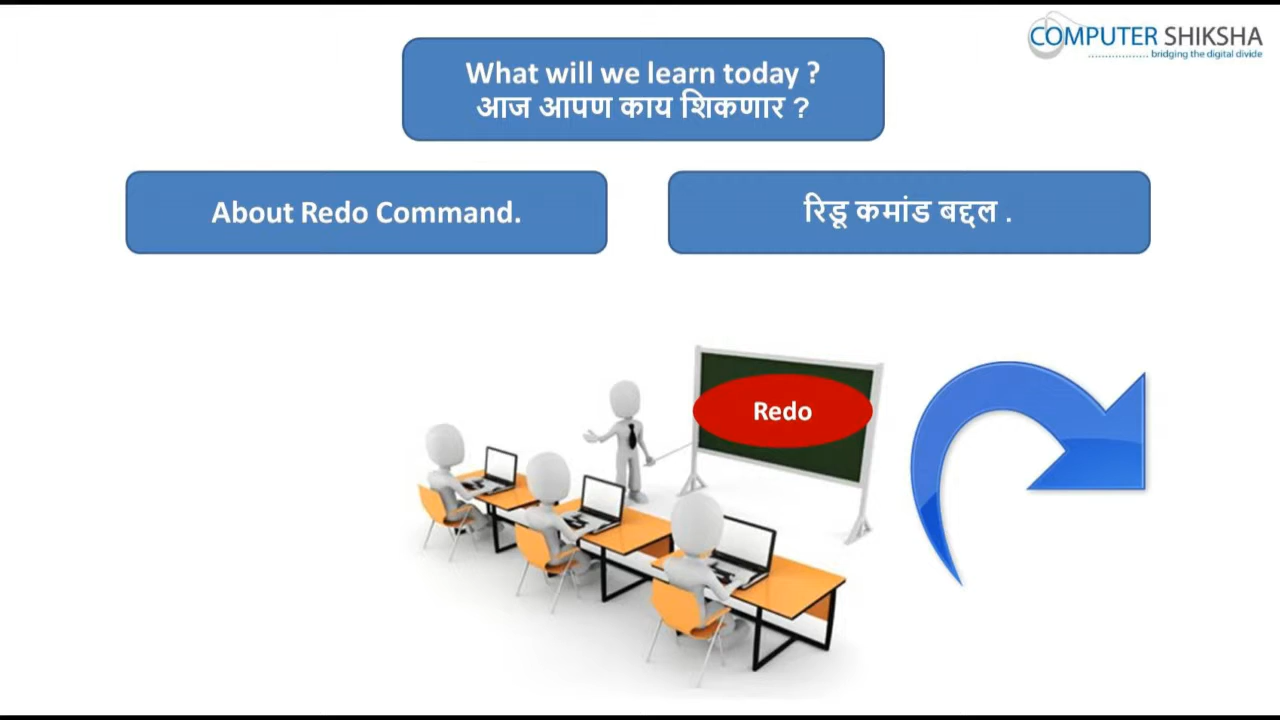 COMPUTER SHIKSHA
bridging the digital divide
What will we learn today ?
आज आपण काय शिकणार ?
About Redo Command.
रिडू कमांड बद्दल .
Redo